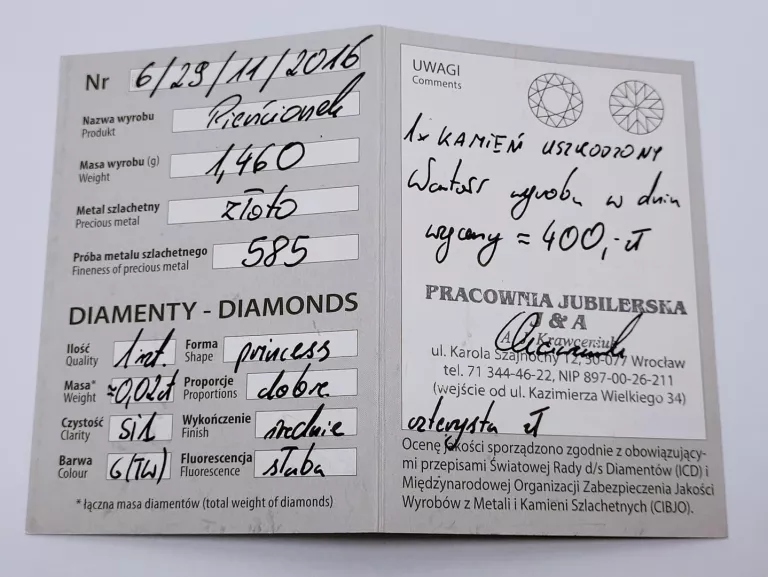 Nr 6/29/11/2016
Nazwa wyrobu Pierścionek
Produkt
Masa wyrobu (g) 1,460
Weight
Metal szlachetny złoto
Precious metal
Próba metalu szlachetnego 585
Fineness of precious metal
DIAMENTY - DIAMONDS
Ilość 1 szt. Forma princess
Quality Shape
Masa* ≈0,02ct Proporcje dobre
Weight Proportions
Czystość Si1 Wykończenie średnie
Clarity Finish
Barwa G(TW) Fluorescencja słaba
Colour Fluorescence
* łączna masa diamentów (total weight of diamonds)
UWAGI
Comments
1x KAMIEŃ USZKODZONY
Wartość wyrobu w dniu
wyceny = 400,- zł
PRACOWNIA JUBILERSKA
J & A
A. Krawceniuk
ul. Karola Szajnochy 12, 50-077 Wrocław
tel. 71 344-46-22, NIP 897-00-26-211
(wejście od ul. Kazimierza Wielkiego 34)
czterysta zł
Ocenę jakości sporządzono zgodnie z obowiązujący-
mi przepisami Światowej Rady d/s Diamentów (ICD) i
Międzynarodowej Organizacji Zabezpieczenia Jakości
Wyrobów z Metali i Kamieni Szlachetnych (CIBJO).